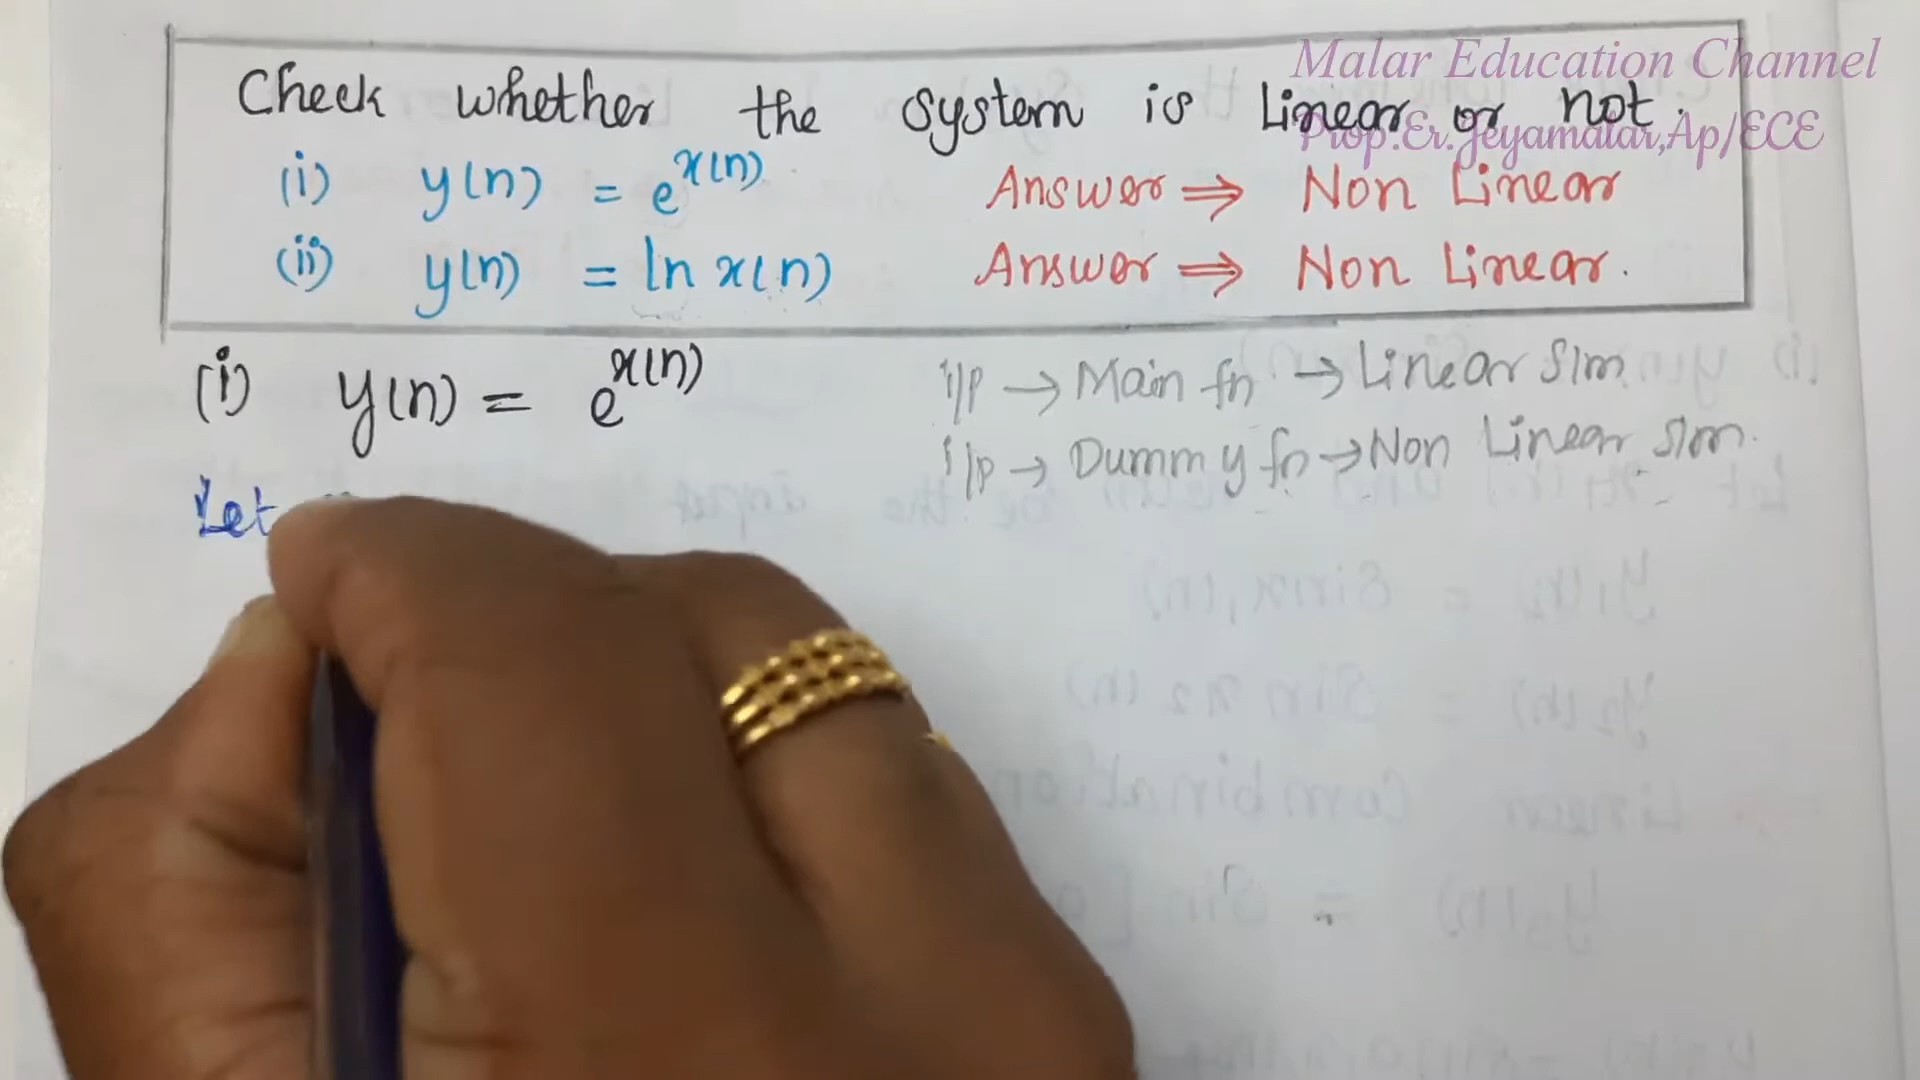 Malar Education Channel
Check whether the system is Linear or not.
Prop.Er.Jeyamalar,Ap/ECE
(i) y(n) = e^x(n) Answer ⇒ Non Linear
(ii) y(n) = ln x(n) Answer ⇒ Non Linear.
(i) y(n) = e^x(n)
i/p → Main fn → Linear s/m
i/p → Dummy fn → Non Linear s/m.
Let